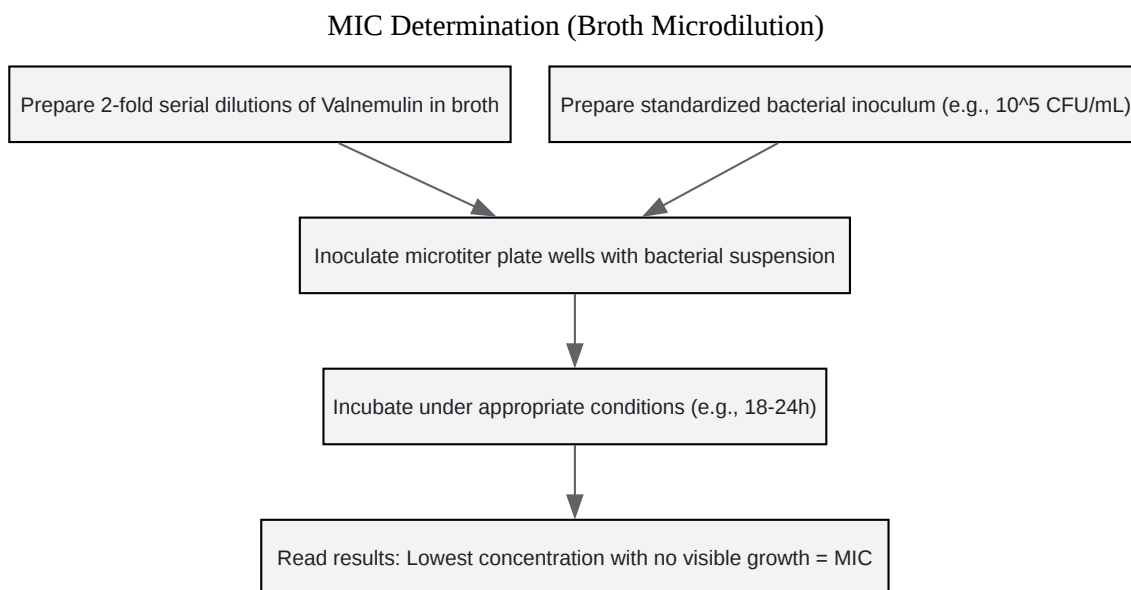 MIC Determination (Broth Microdilution)
Prepare 2-fold serial dilutions of Valnemulin in broth
Prepare standardized bacterial inoculum (e.g., 10^5 CFU/mL)
Inoculate microtiter plate wells with bacterial suspension
Incubate under appropriate conditions (e.g., 18-24h)
Read results: Lowest concentration with no visible growth = MIC